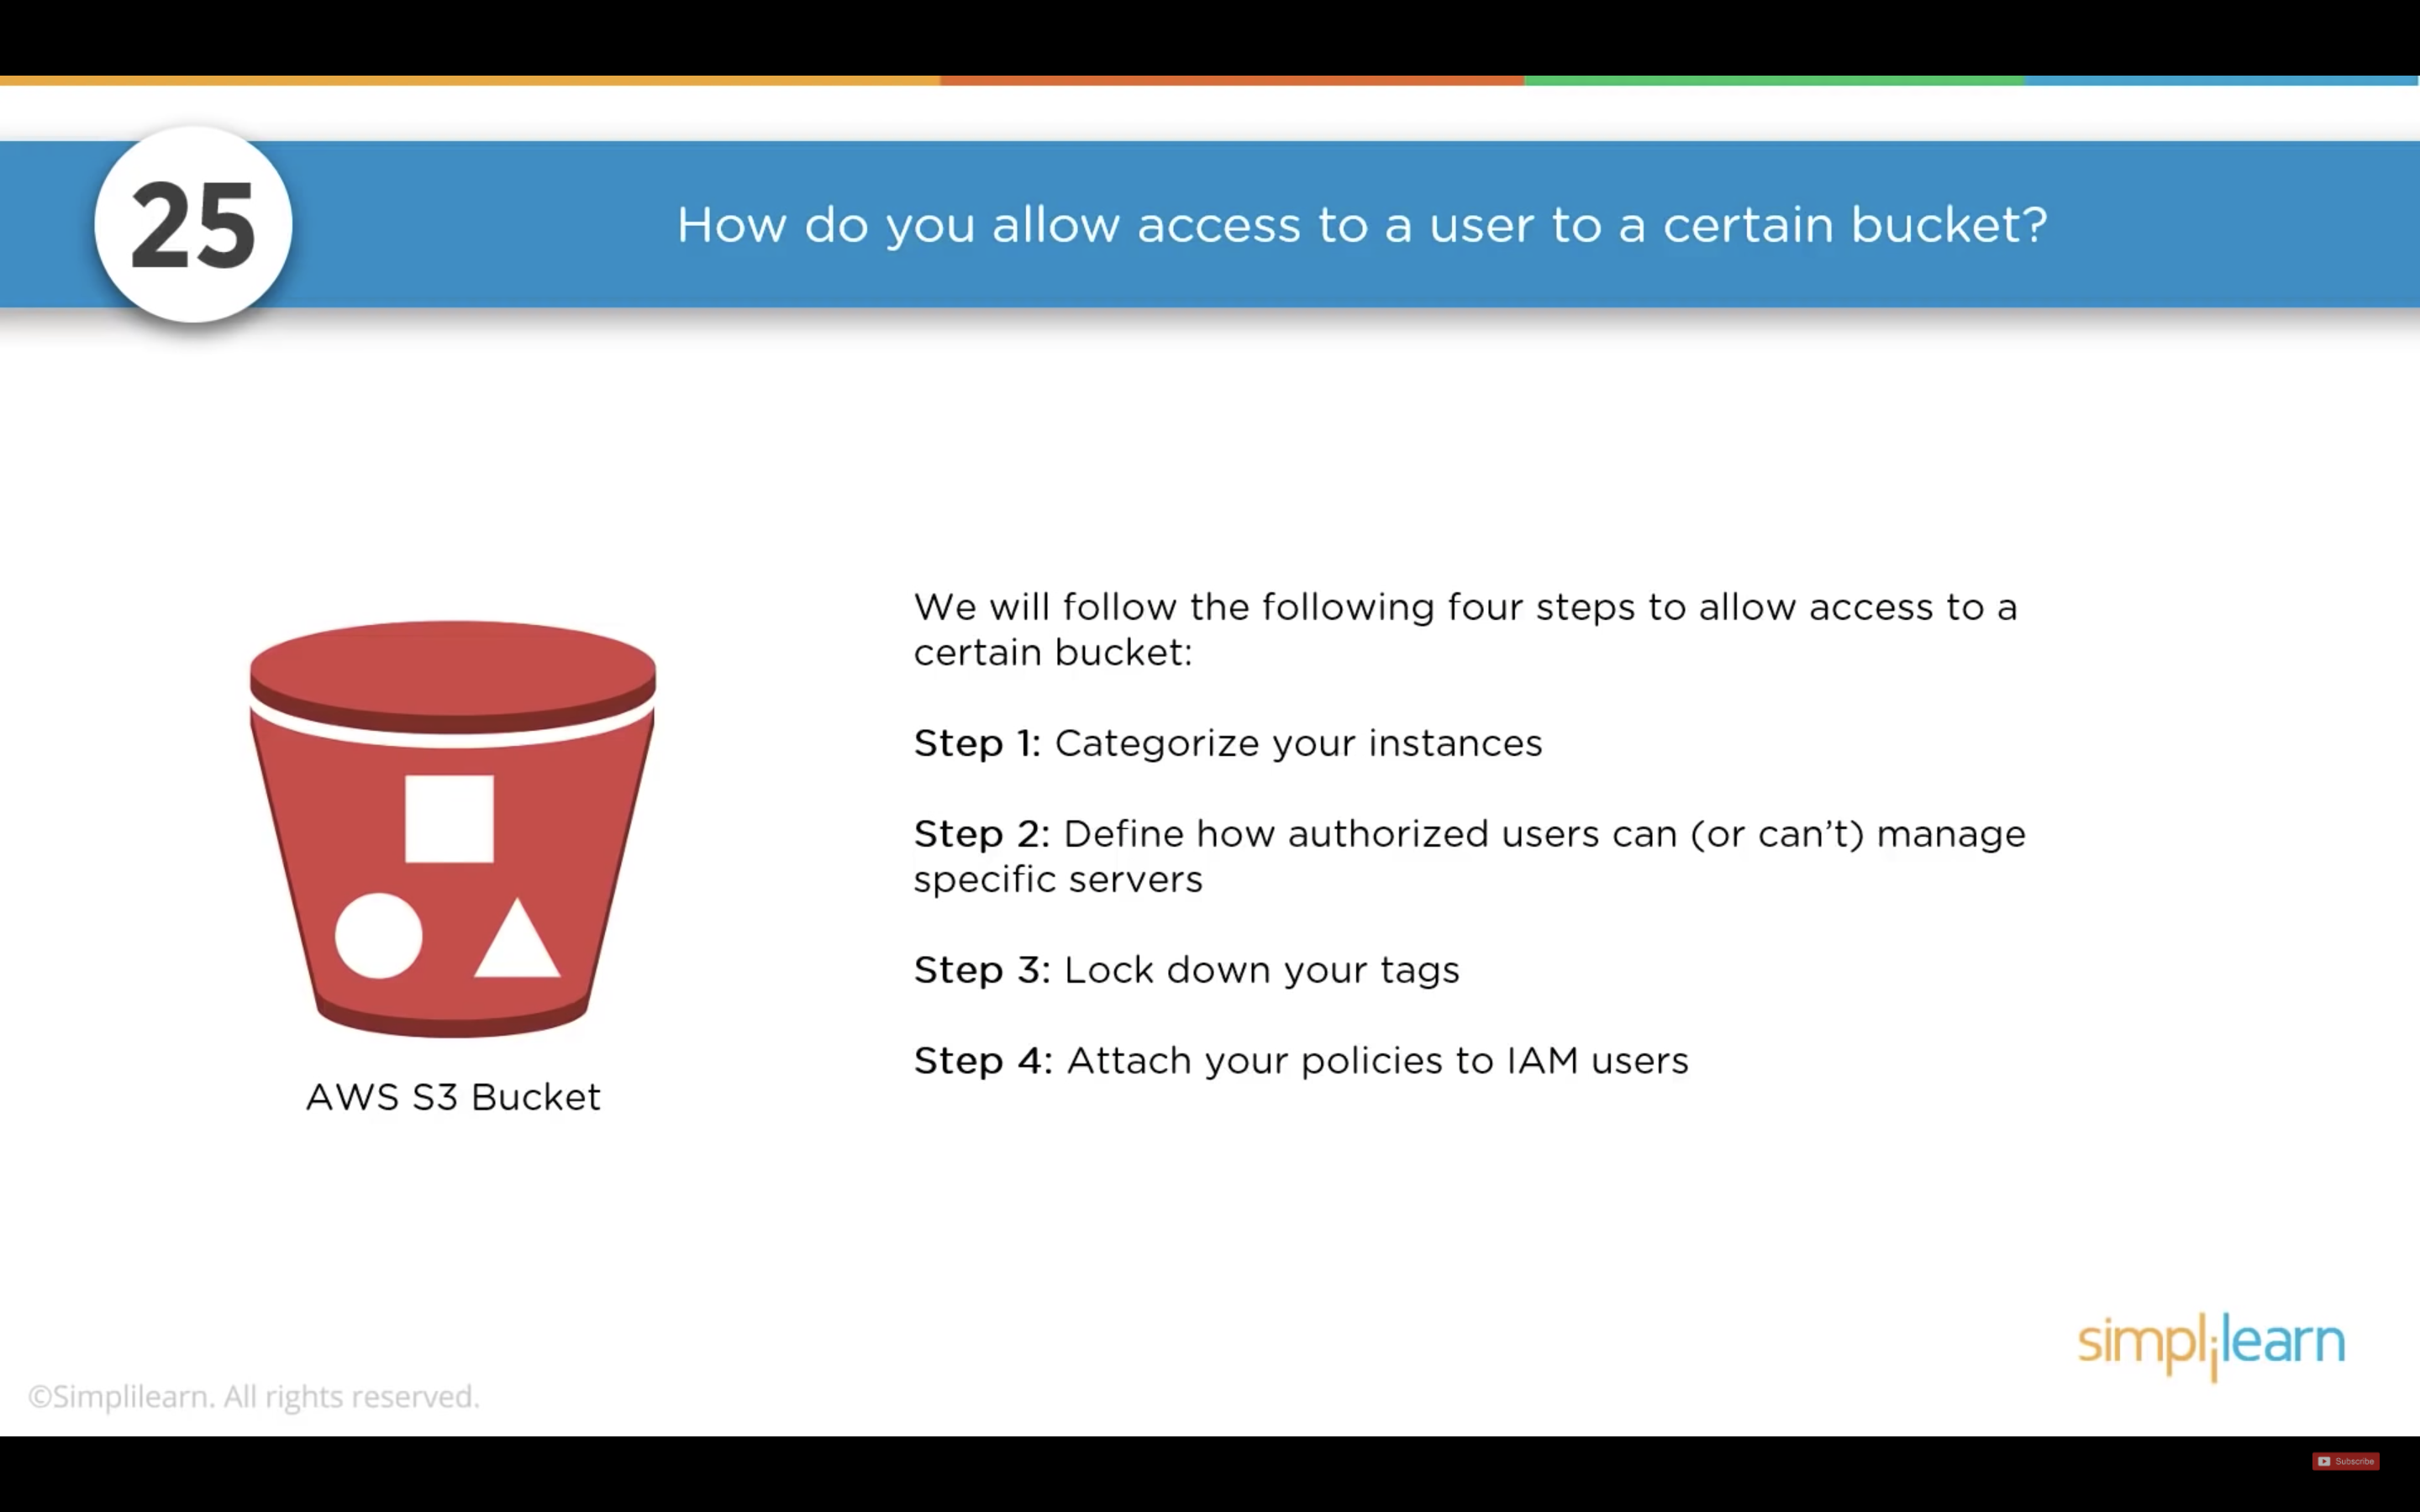 25
How do you allow access to a user to a certain bucket?
We will follow the following four steps to allow access to a
certain bucket:
Step 1: Categorize your instances
Step 2: Define how authorized users can (or can’t) manage
specific servers
Step 3: Lock down your tags
Step 4: Attach your policies to IAM users
AWS S3 Bucket
simplilearn
©Simplilearn. All rights reserved.
Subscribe